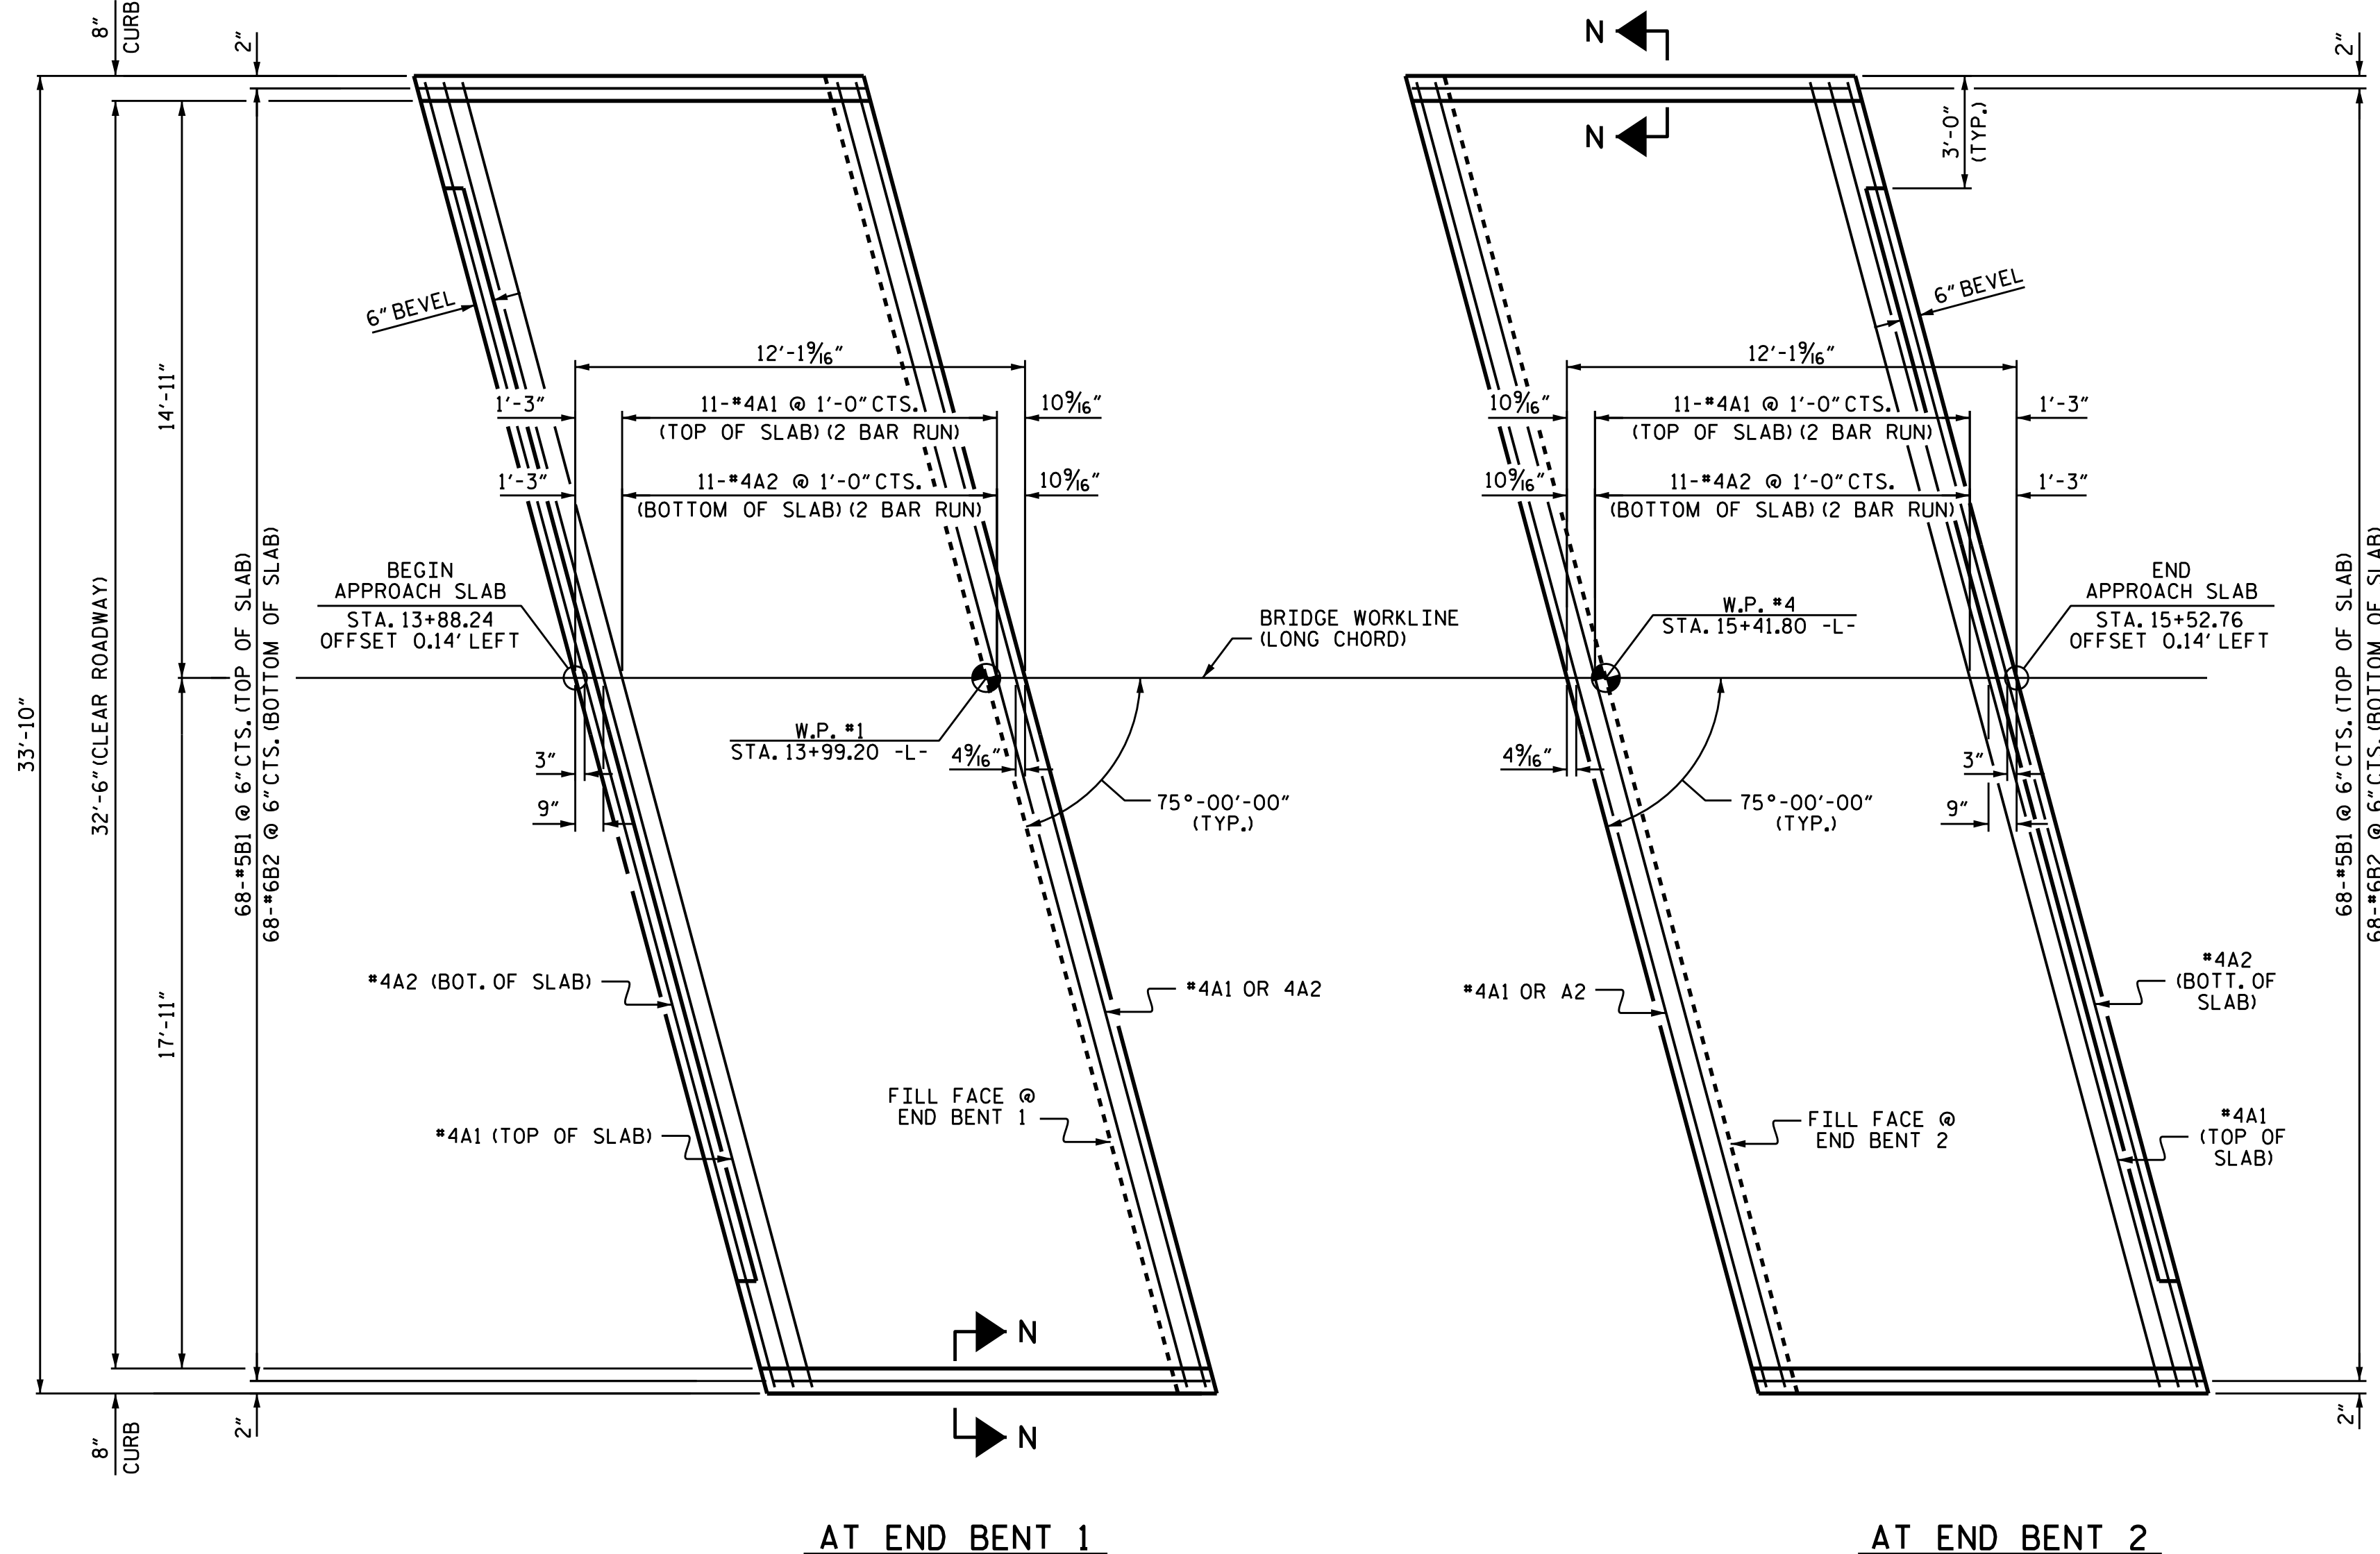 8"
CURB
2"
N
N
2"
3'-0"
(TYP.)
6" BEVEL
6" BEVEL
14'-11"
12'-1 9/16"
12'-1 9/16"
1'-3"
11-#4A1 @ 1'-0" CTS.
(TOP OF SLAB) (2 BAR RUN)
10 9/16"
10 9/16"
11-#4A1 @ 1'-0" CTS.
(TOP OF SLAB) (2 BAR RUN)
1'-3"
1'-3"
11-#4A2 @ 1'-0" CTS.
(BOTTOM OF SLAB) (2 BAR RUN)
10 9/16"
10 9/16"
11-#4A2 @ 1'-0" CTS.
(BOTTOM OF SLAB) (2 BAR RUN)
1'-3"
33'-10"
32'-6" (CLEAR ROADWAY)
68-#5B1 @ 6" CTS. (TOP OF SLAB)
68-#6B2 @ 6" CTS. (BOTTOM OF SLAB)
BEGIN
APPROACH SLAB
STA. 13+88.24
OFFSET 0.14' LEFT
BRIDGE WORKLINE
(LONG CHORD)
W.P. #4
STA. 15+41.80 -L-
END
APPROACH SLAB
STA. 15+52.76
OFFSET 0.14' LEFT
68-#5B1 @ 6" CTS. (TOP OF SLAB)
68-#6B2 @ 6" CTS. (BOTTOM OF SLAB)
W.P. #1
STA. 13+99.20 -L-
3"
4 9/16"
4 9/16"
3"
9"
75°-00'-00"
(TYP.)
75°-00'-00"
(TYP.)
9"
17'-11"
#4A2 (BOT. OF SLAB)
#4A1 OR 4A2
#4A1 OR A2
#4A2
(BOTT. OF
SLAB)
#4A1 (TOP OF SLAB)
FILL FACE @
END BENT 1
FILL FACE @
END BENT 2
#4A1
(TOP OF
SLAB)
N
N
8"
CURB
2"
2"
AT END BENT 1
AT END BENT 2